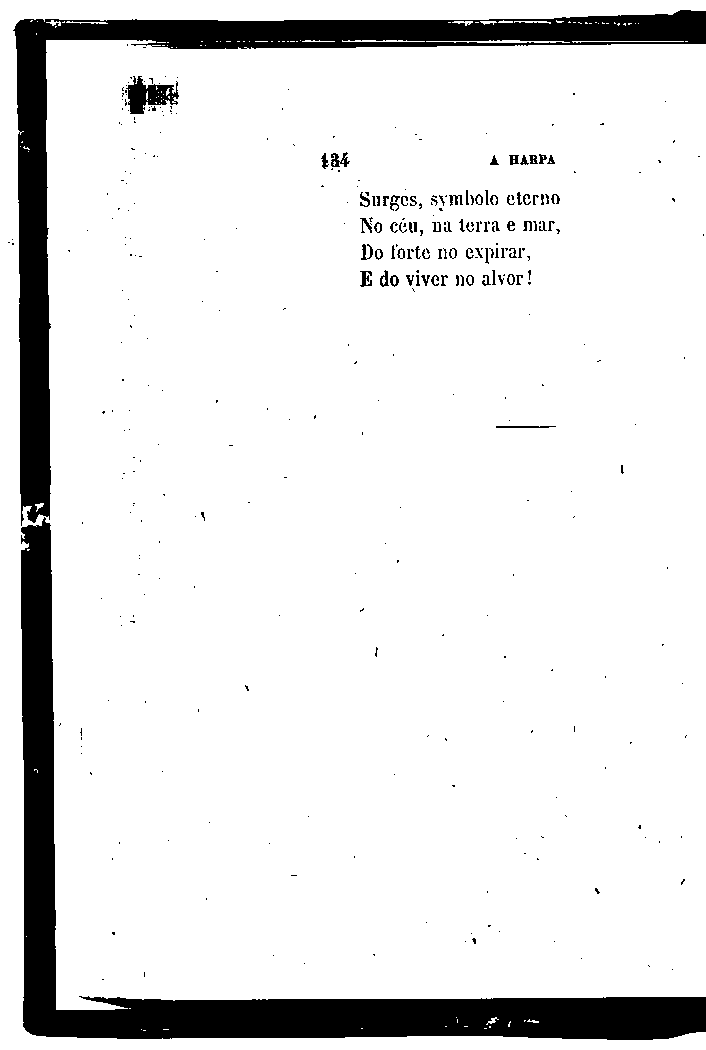 134 A HARPA
Surges, symbolo eterno
No céu, na terra e mar,
Do forte no expirar,
E do viver no alvor!